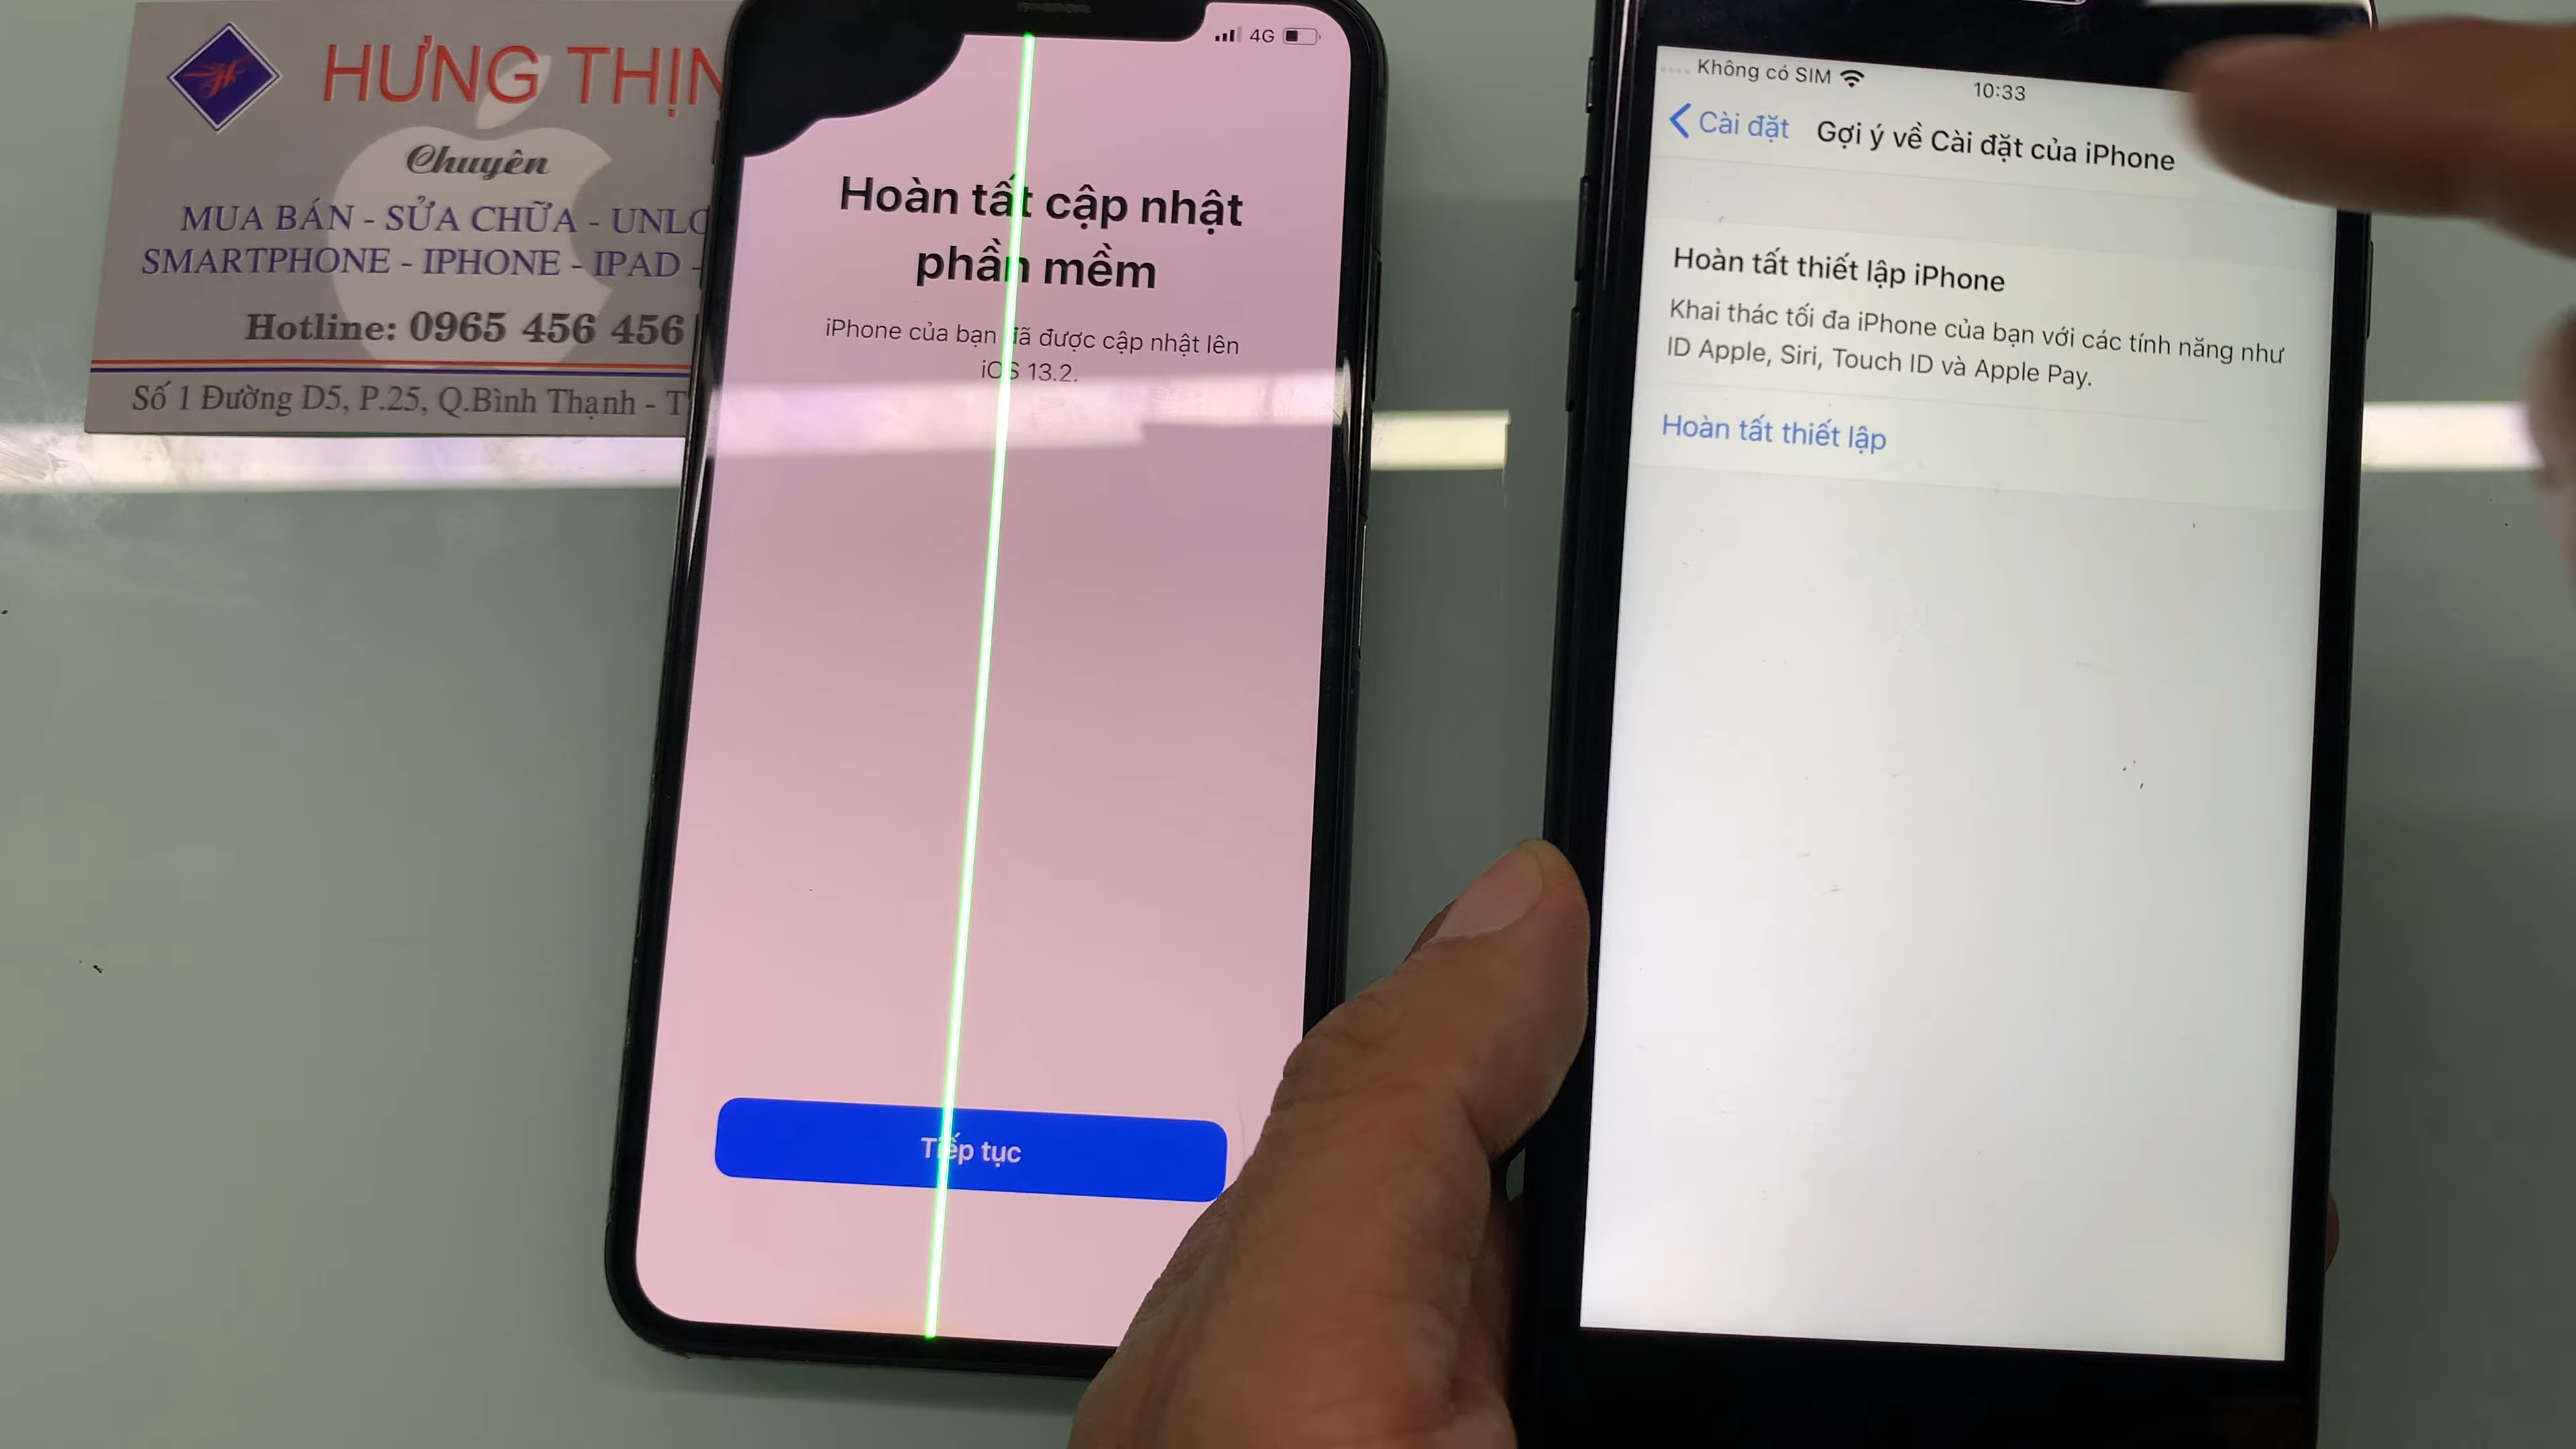 HƯNG THỊN
Chuyên
MUA BÁN - SỬA CHỮA - UNLO
SMARTPHONE - IPHONE - IPAD -
Hotline: 0965 456 456
Số 1 Đường D5, P.25, Q.Bình Thạnh - T
4G
Hoàn tất cập nhật
phần mềm
iPhone của bạn đã được cập nhật lên
iOS 13.2.
Tiếp tục
Không có SIM
10:33
Cài đặt
Gợi ý về Cài đặt của iPhone
Hoàn tất thiết lập iPhone
Khai thác tối đa iPhone của bạn với các tính năng như
ID Apple, Siri, Touch ID và Apple Pay.
Hoàn tất thiết lập